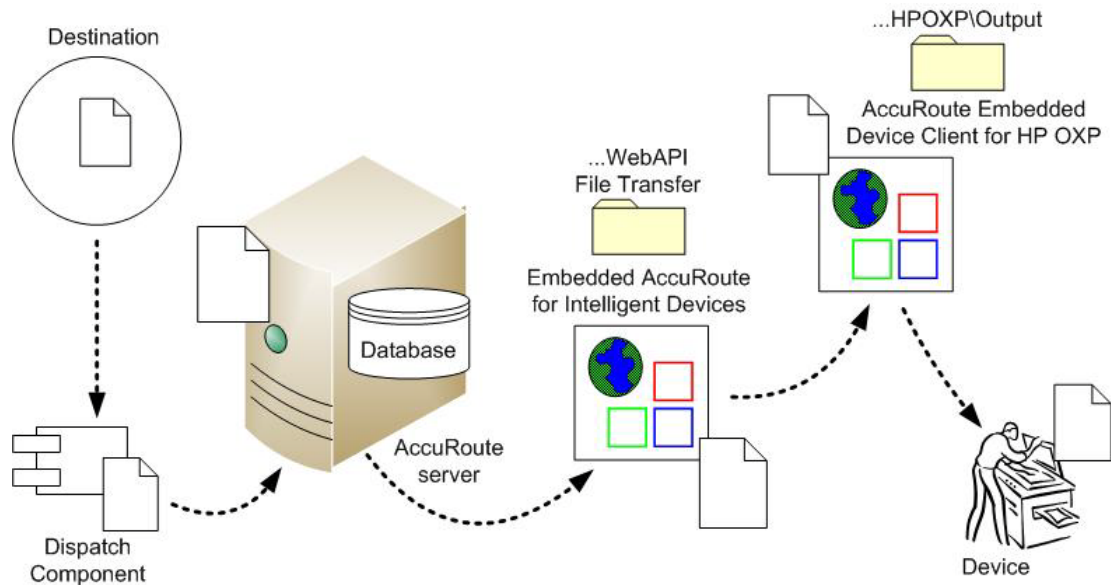 Destination
Dispatch
Component
Database
AccuRoute
server
...WebAPI
File Transfer
Embedded AccuRoute
for Intelligent Devices
...HPOXP\Output
AccuRoute Embedded
Device Client for HP OXP
Device